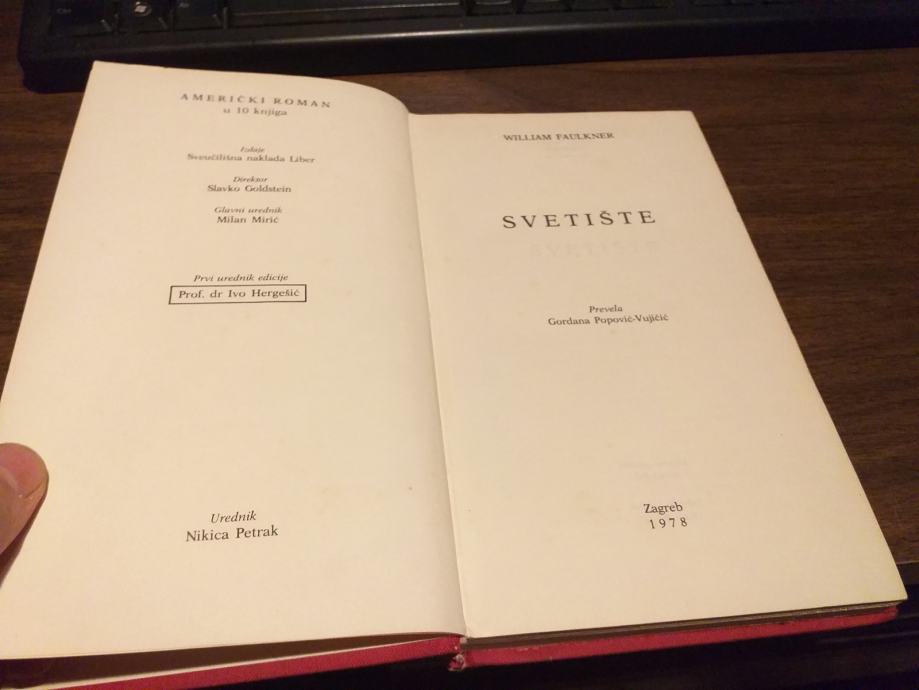 AMERIČKI ROMAN
u 10 knjiga
Izdaje
Sveučilišna naklada Liber
Direktor
Slavko Goldstein
Glavni urednik
Milan Mirić
Prvi urednik edicije
Prof. dr Ivo Hergešić
Urednik
Nikica Petrak
WILLIAM FAULKNER
SVETIŠTE
Prevela
Gordana Popović-Vujičić
Zagreb
1978